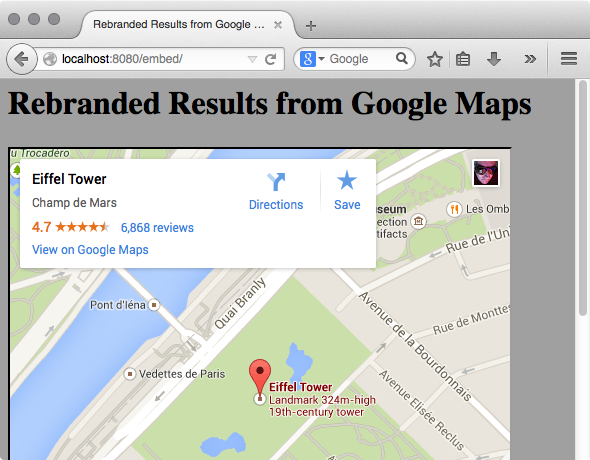 Rebranded Results from Google ...
localhost:8080/embed/
Google
Rebranded Results from Google Maps
u Trocadéro
Eiffel Tower
Champ de Mars
4.7
6,868 reviews
View on Google Maps
Directions
Save
useum
ection
tifacts
Les Omb
Rue de l'Un
Pont d'Iéna
Quai Branly
Avenue de la Bourdonnais
Rue de Montte
Vedettes de Paris
Eiffel Tower
Landmark 324m-high
19th-century tower
Avenue Elisée Reclus